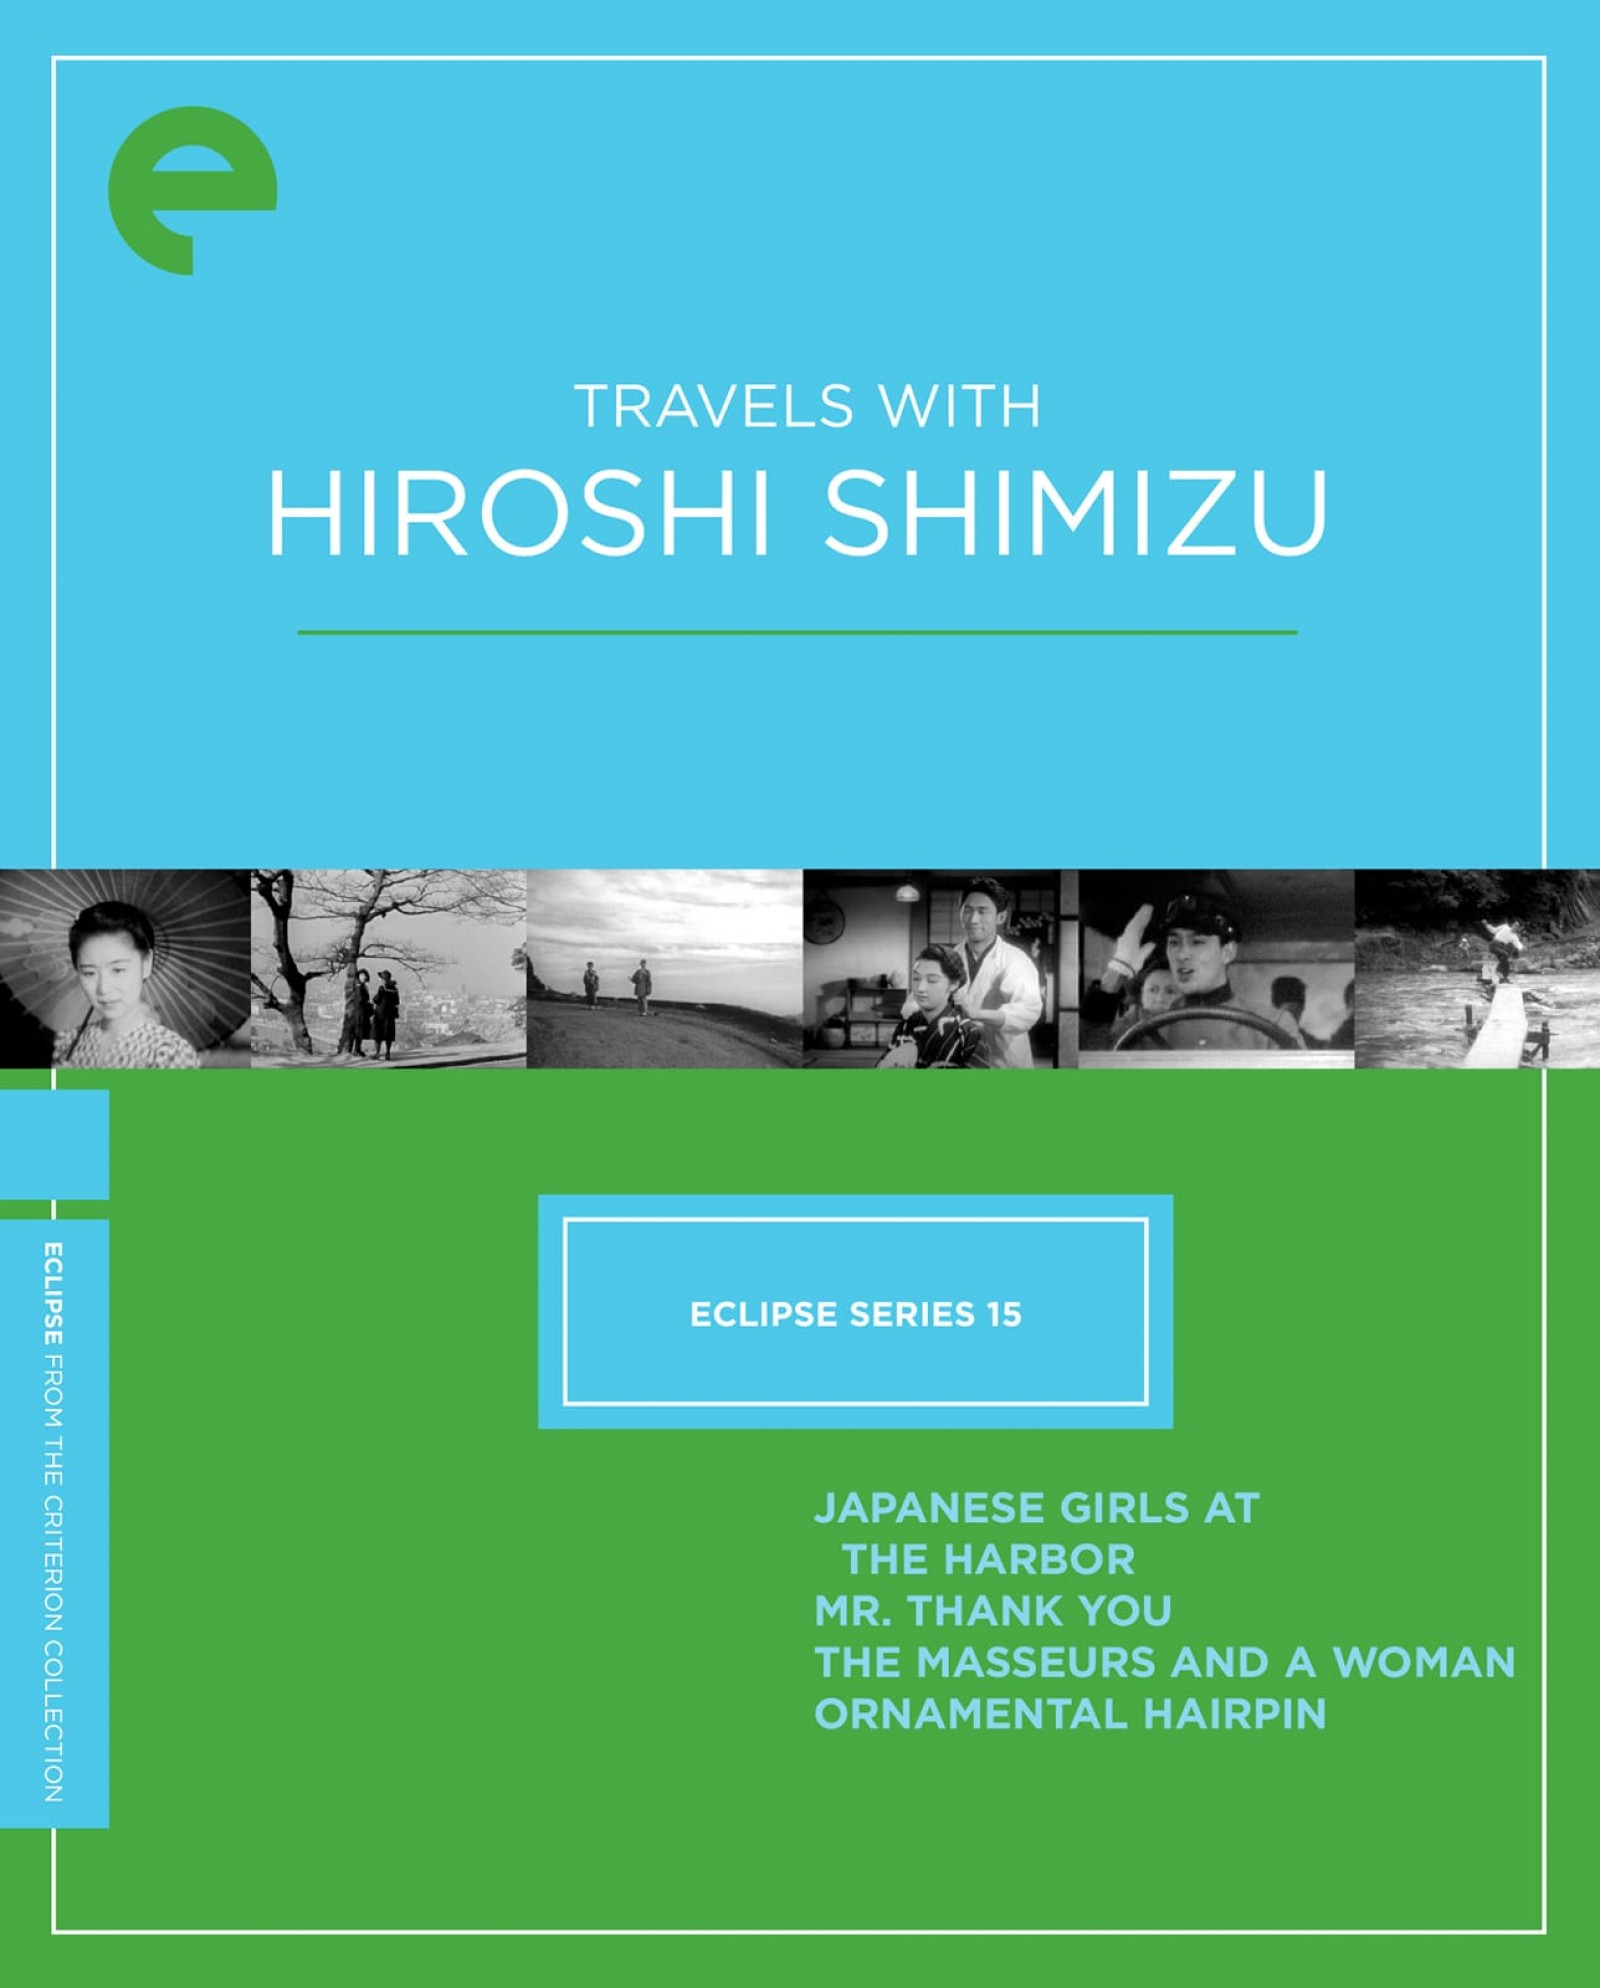 e
TRAVELS WITH
HIROSHI SHIMIZU
ECLIPSE SERIES 15
ECLIPSE FROM THE CRITERION COLLECTION
JAPANESE GIRLS AT
THE HARBOR
MR. THANK YOU
THE MASSEURS AND A WOMAN
ORNAMENTAL HAIRPIN